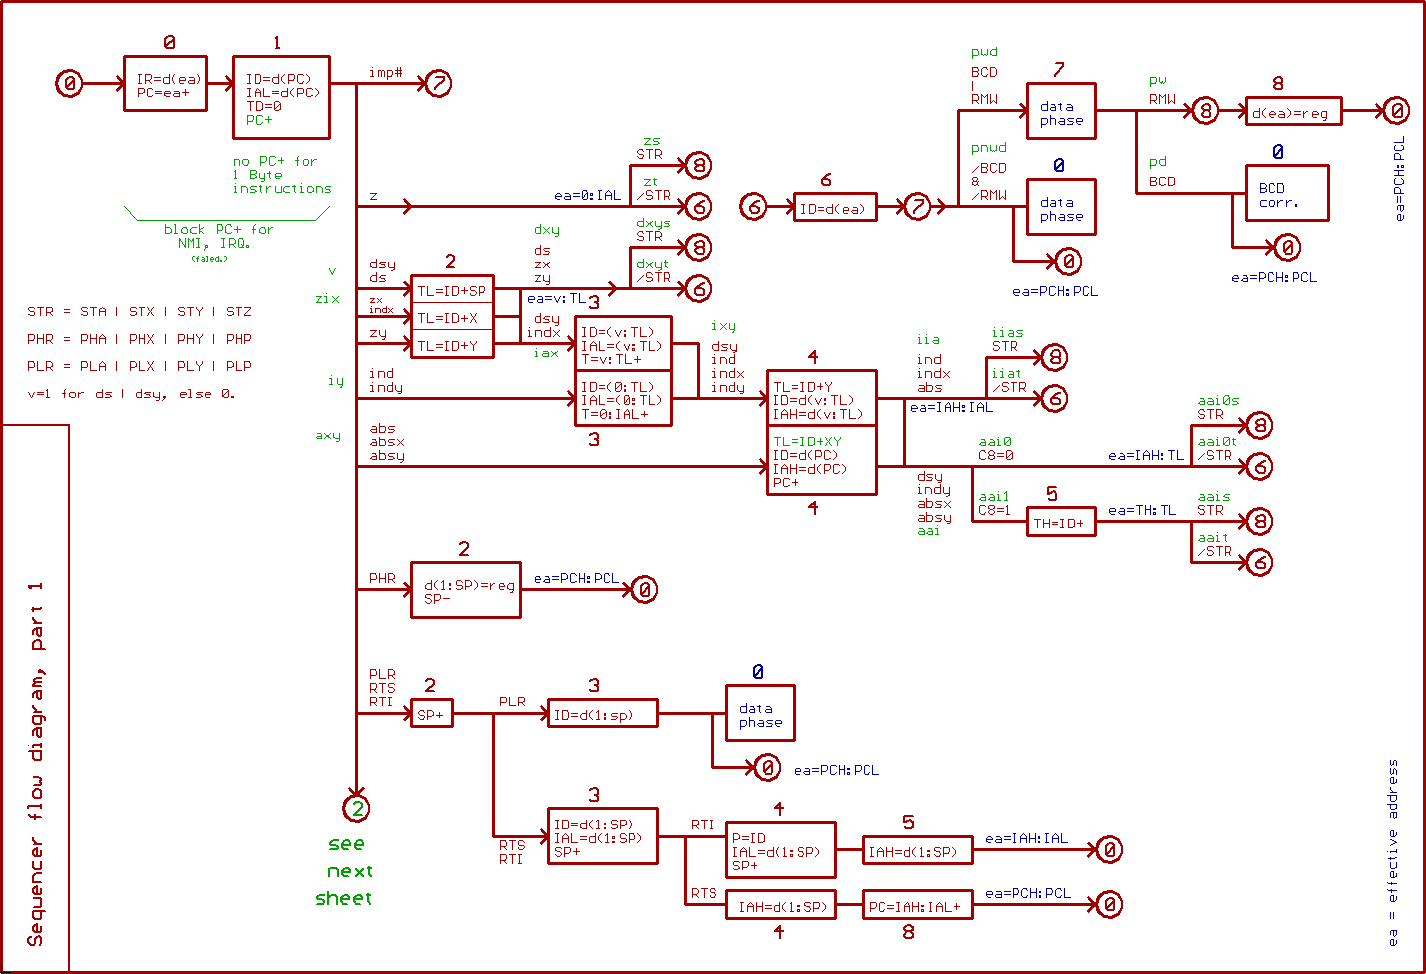 0
0
IR=d(ea)
PC=ea+
1
ID=d(PC)
IAL=d(PC)
TD=0
PC+
imp#
7
no PC+ for
1 Byte
instructions
block PC+ for
NMI, IRQ.
(faled.)
STR = STA | STX | STY | STZ
PHR = PHA | PHX | PHY | PHP
PLR = PLA | PLX | PLY | PLP
v=1 for ds | dsy, else 0.
z
ea=0:IAL
zs
STR
8
zt
/STR
6
v
zix
dsy
ds
zx
indx
zy
2
TL=ID+SP
TL=ID+X
TL=ID+Y
dxy
ds
zx
zy
ea=v:TL
dxys
STR
8
dxyt
/STR
6
dsy
indx
iax
3
ID=(v:TL)
IAL=(v:TL)
T=v:TL+
iy
ind
indy
ID=(0:TL)
IAL=(0:TL)
T=0:IAL+
3
ixy
dsy
ind
indx
indy
axy
abs
absx
absy
4
TL=ID+Y
ID=d(v:TL)
IAH=d(v:TL)
TL=ID+XY
ID=d(PC)
IAH=d(PC)
PC+
4
iia
ind
indx
abs
ea=IAH:IAL
iias
STR
8
iiat
/STR
6
dsy
indy
absx
absy
aai
aai0
C8=0
ea=IAH:TL
aai0s
STR
8
aai0t
/STR
6
aai1
C8=1
5
TH=ID+
ea=TH:TL
aais
STR
8
aait
/STR
6
6
6
ID=d(ea)
7
pwd
BCD
|
RMW
7
data
phase
pnwd
/BCD
&
/RMW
0
data
phase
0
ea=PCH:PCL
pw
RMW
8
8
d(ea)=reg
0
pd
BCD
0
BCD
corr.
0
ea=PCH:PCL
ea=PCH:PCL
PHR
2
d(1:SP)=reg
SP-
ea=PCH:PCL
0
PLR
RTS
RTI
2
SP+
PLR
3
ID=d(1:sp)
0
data
phase
0
ea=PCH:PCL
RTS
RTI
3
ID=d(1:SP)
IAL=d(1:SP)
SP+
RTI
4
P=ID
IAL=d(1:SP)
SP+
5
IAH=d(1:SP)
ea=IAH:IAL
0
RTS
IAH=d(1:SP)
4
PC=IAH:IAL+
8
ea=PCH:PCL
0
2
see
next
sheet
Sequencer flow diagram, part 1
ea = effective address